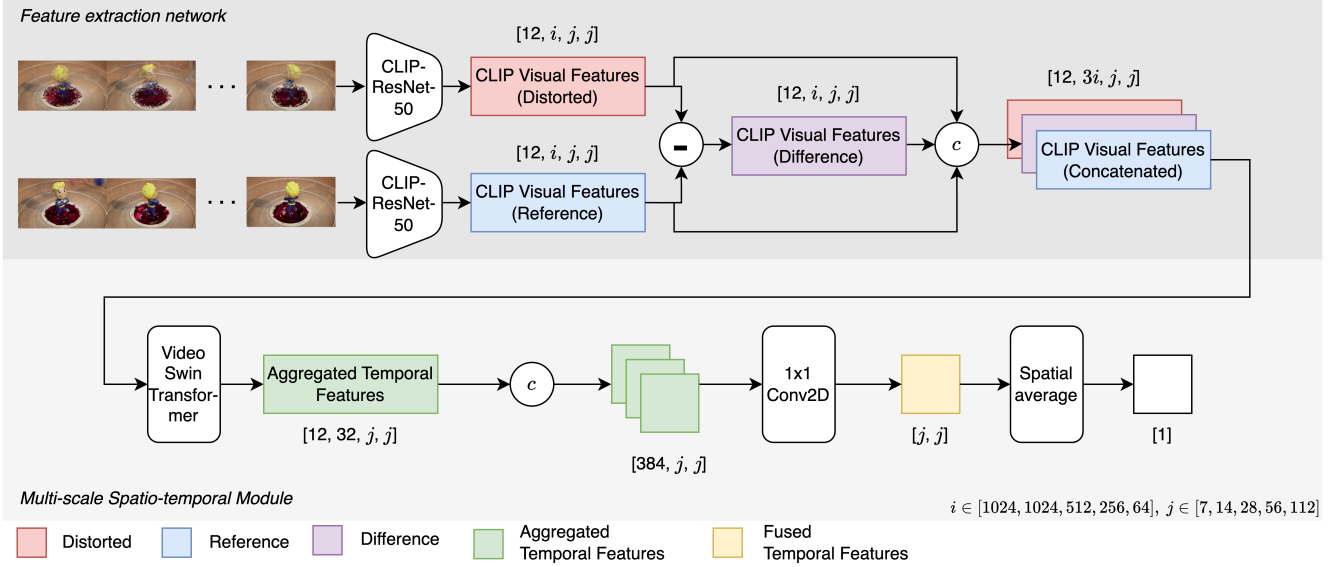 Feature extraction network
[12, i, j, j]
CLIP-
ResNet-
50
CLIP Visual Features
(Distorted)
[12, i, j, j]
CLIP-
ResNet-
50
CLIP Visual Features
(Reference)
-
[12, i, j, j]
CLIP Visual Features
(Difference)
c
[12, 3i, j, j]
CLIP Visual Features
(Concatenated)
Video
Swin
Transfor-
mer
Aggregated Temporal
Features
[12, 32, j, j]
c
[384, j, j]
1x1
Conv2D
[j, j]
Spatial
average
[1]
Multi-scale Spatio-temporal Module
i ∈ [1024, 1024, 512, 256, 64], j ∈ [7, 14, 28, 56, 112]
Distorted
Reference
Difference
Aggregated
Temporal Features
Fused
Temporal Features